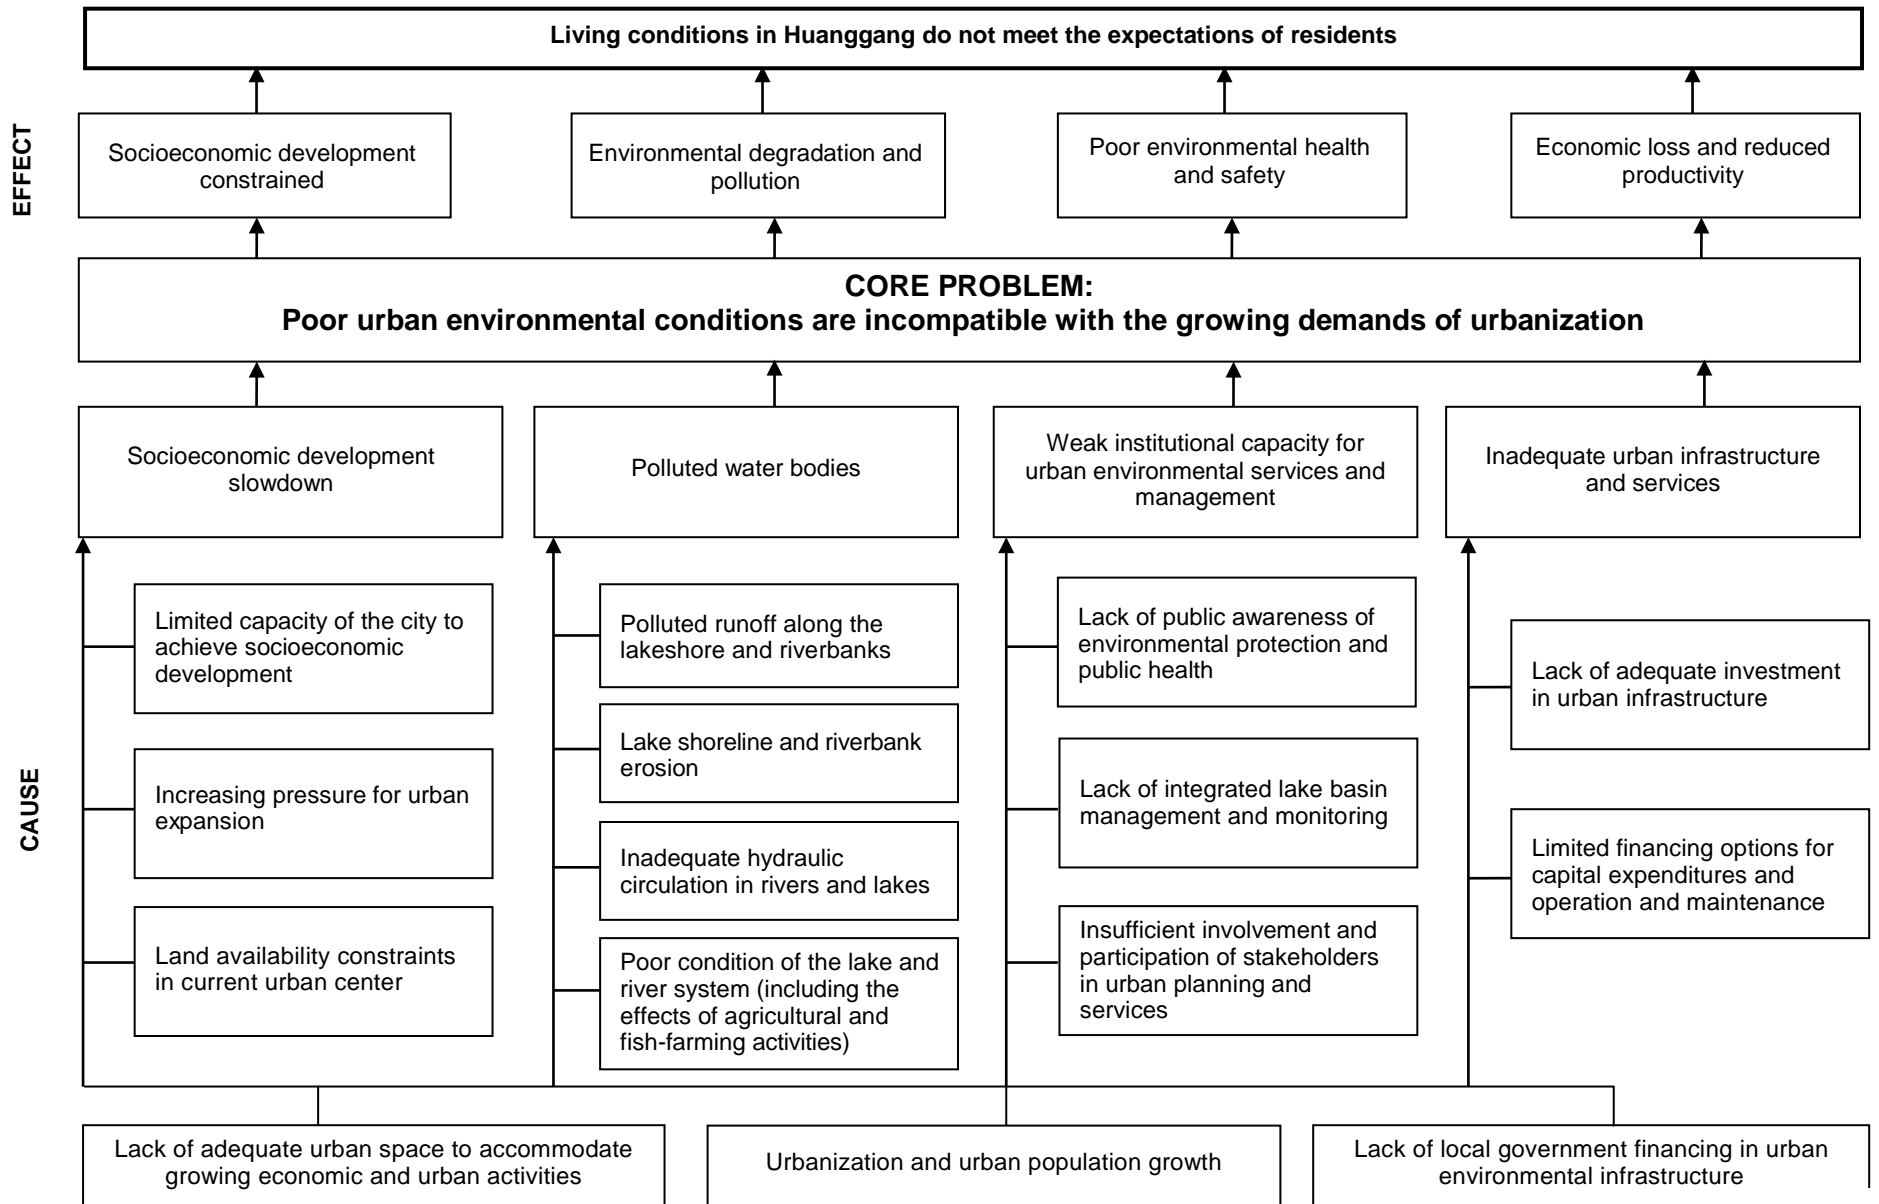 Living conditions in Huanggang do not meet the expectations of residents
EFFECT
Socioeconomic development
constrained
Environmental degradation and
pollution
Poor environmental health
and safety
Economic loss and reduced
productivity
CORE PROBLEM:
Poor urban environmental conditions are incompatible with the growing demands of urbanization
CAUSE
Socioeconomic development
slowdown
Polluted water bodies
Weak institutional capacity for
urban environmental services and
management
Inadequate urban infrastructure
and services
Limited capacity of the city to
achieve socioeconomic
development
Increasing pressure for urban
expansion
Land availability constraints
in current urban center
Polluted runoff along the
lakeshore and riverbanks
Lake shoreline and riverbank
erosion
Inadequate hydraulic
circulation in rivers and lakes
Poor condition of the lake and
river system (including the
effects of agricultural and
fish-farming activities)
Lack of public awareness of
environmental protection and
public health
Lack of integrated lake basin
management and monitoring
Insufficient involvement and
participation of stakeholders
in urban planning and
services
Lack of adequate investment
in urban infrastructure
Limited financing options for
capital expenditures and
operation and maintenance
Lack of adequate urban space to accommodate
growing economic and urban activities
Urbanization and urban population growth
Lack of local government financing in urban
environmental infrastructure